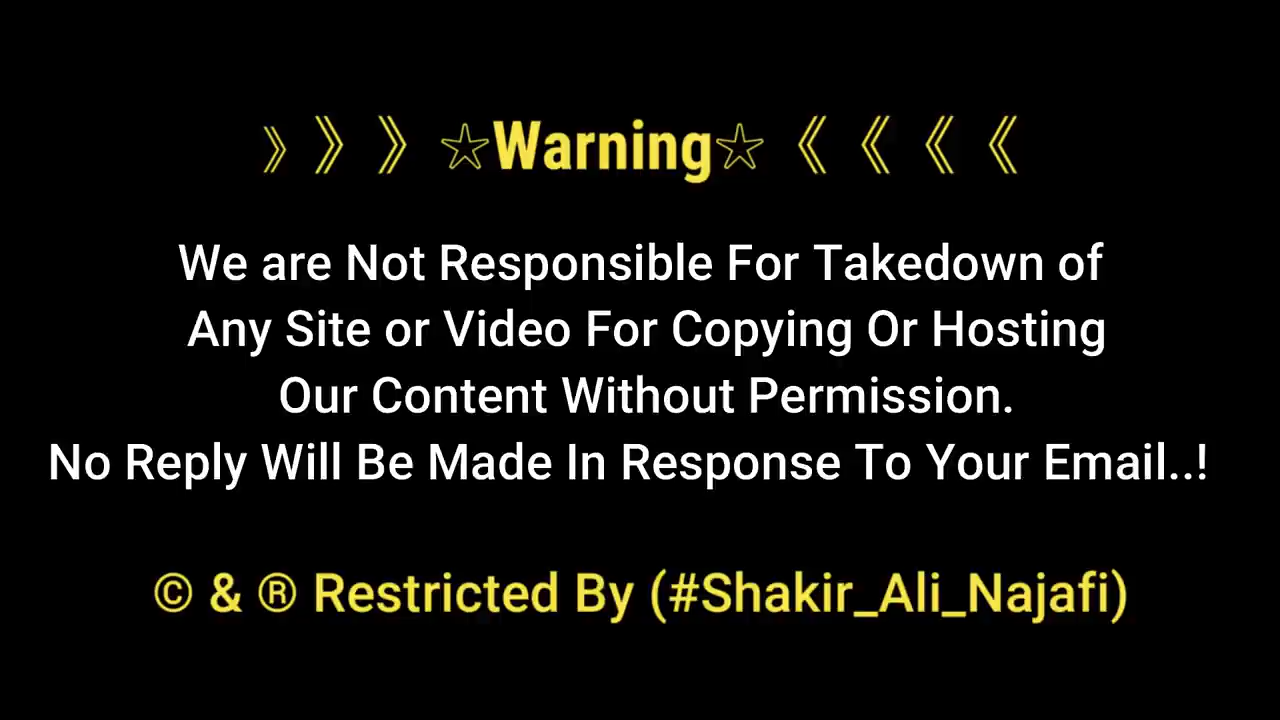 》》》☆Warning☆《《《《
We are Not Responsible For Takedown of
Any Site or Video For Copying Or Hosting
Our Content Without Permission.
No Reply Will Be Made In Response To Your Email..!
© & ® Restricted By (#Shakir_Ali_Najafi)